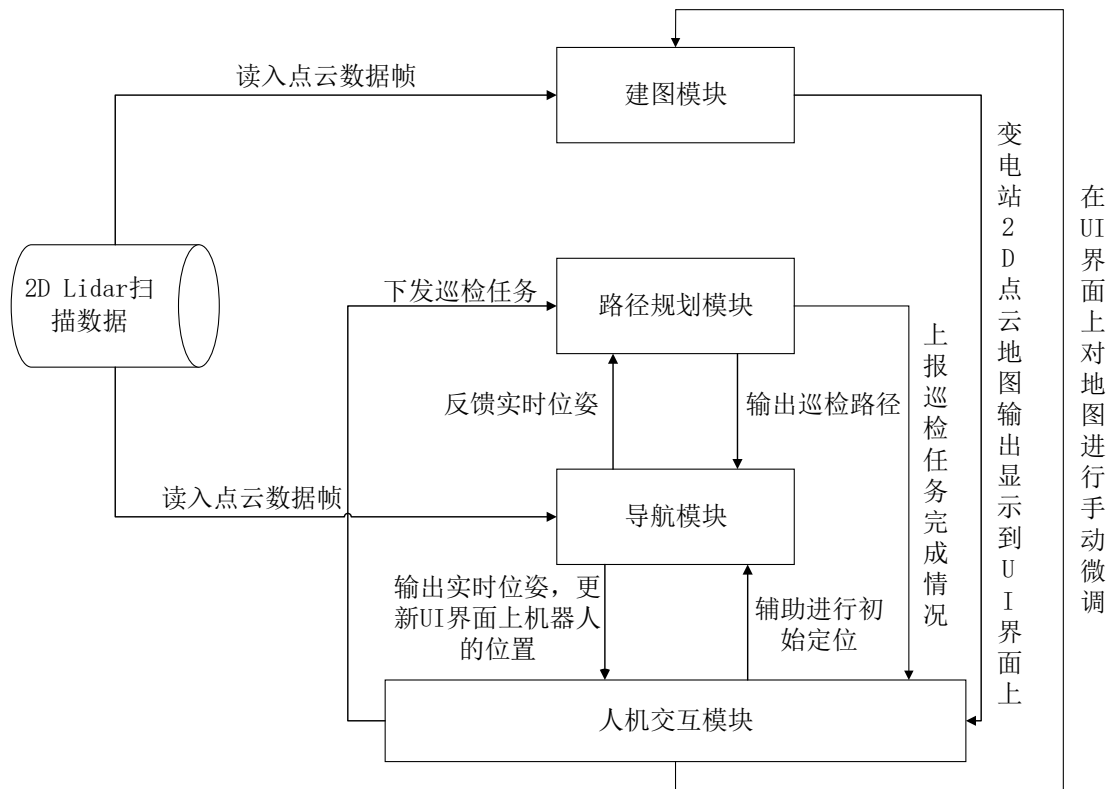 读入点云数据帧
建图模块
2D Lidar扫
描数据
下发巡检任务
路径规划模块
反馈实时位姿
输出巡检路径
读入点云数据帧
导航模块
输出实时位姿，更
新UI界面上机器人
的位置
辅助进行初
始定位
人机交互模块
上报巡检任务完成情况
变电站2D点云地图输出显示到UI界面上
在UI界面上对地图进行手动微调